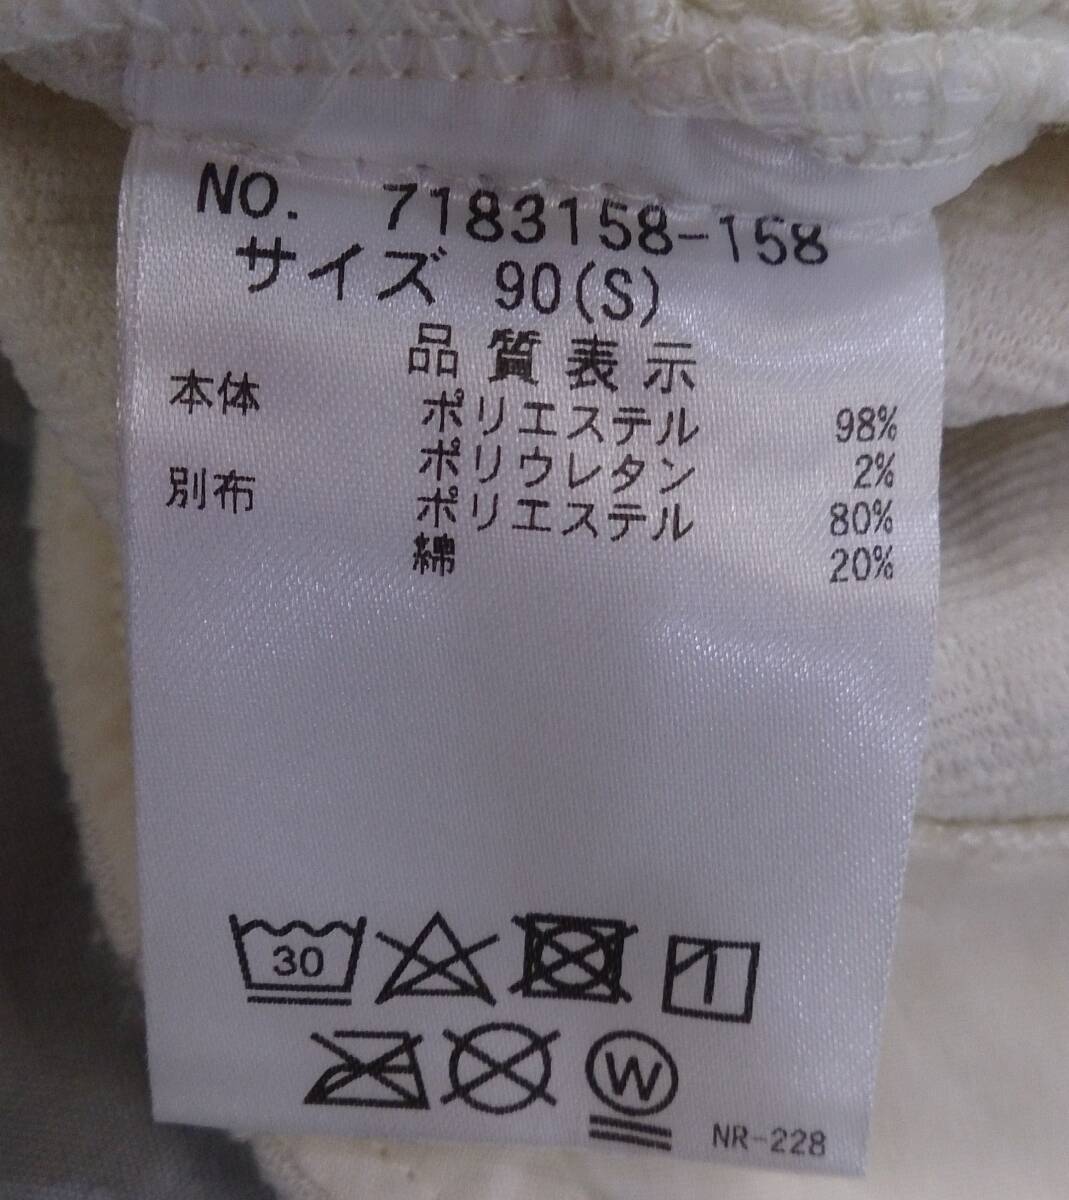 NO. 7183158-158
サイズ 90(S)
品質表示
本体 ポリエステル 98%
ポリウレタン 2%
別布 ポリエステル 80%
綿 20%
30
W
NR-228